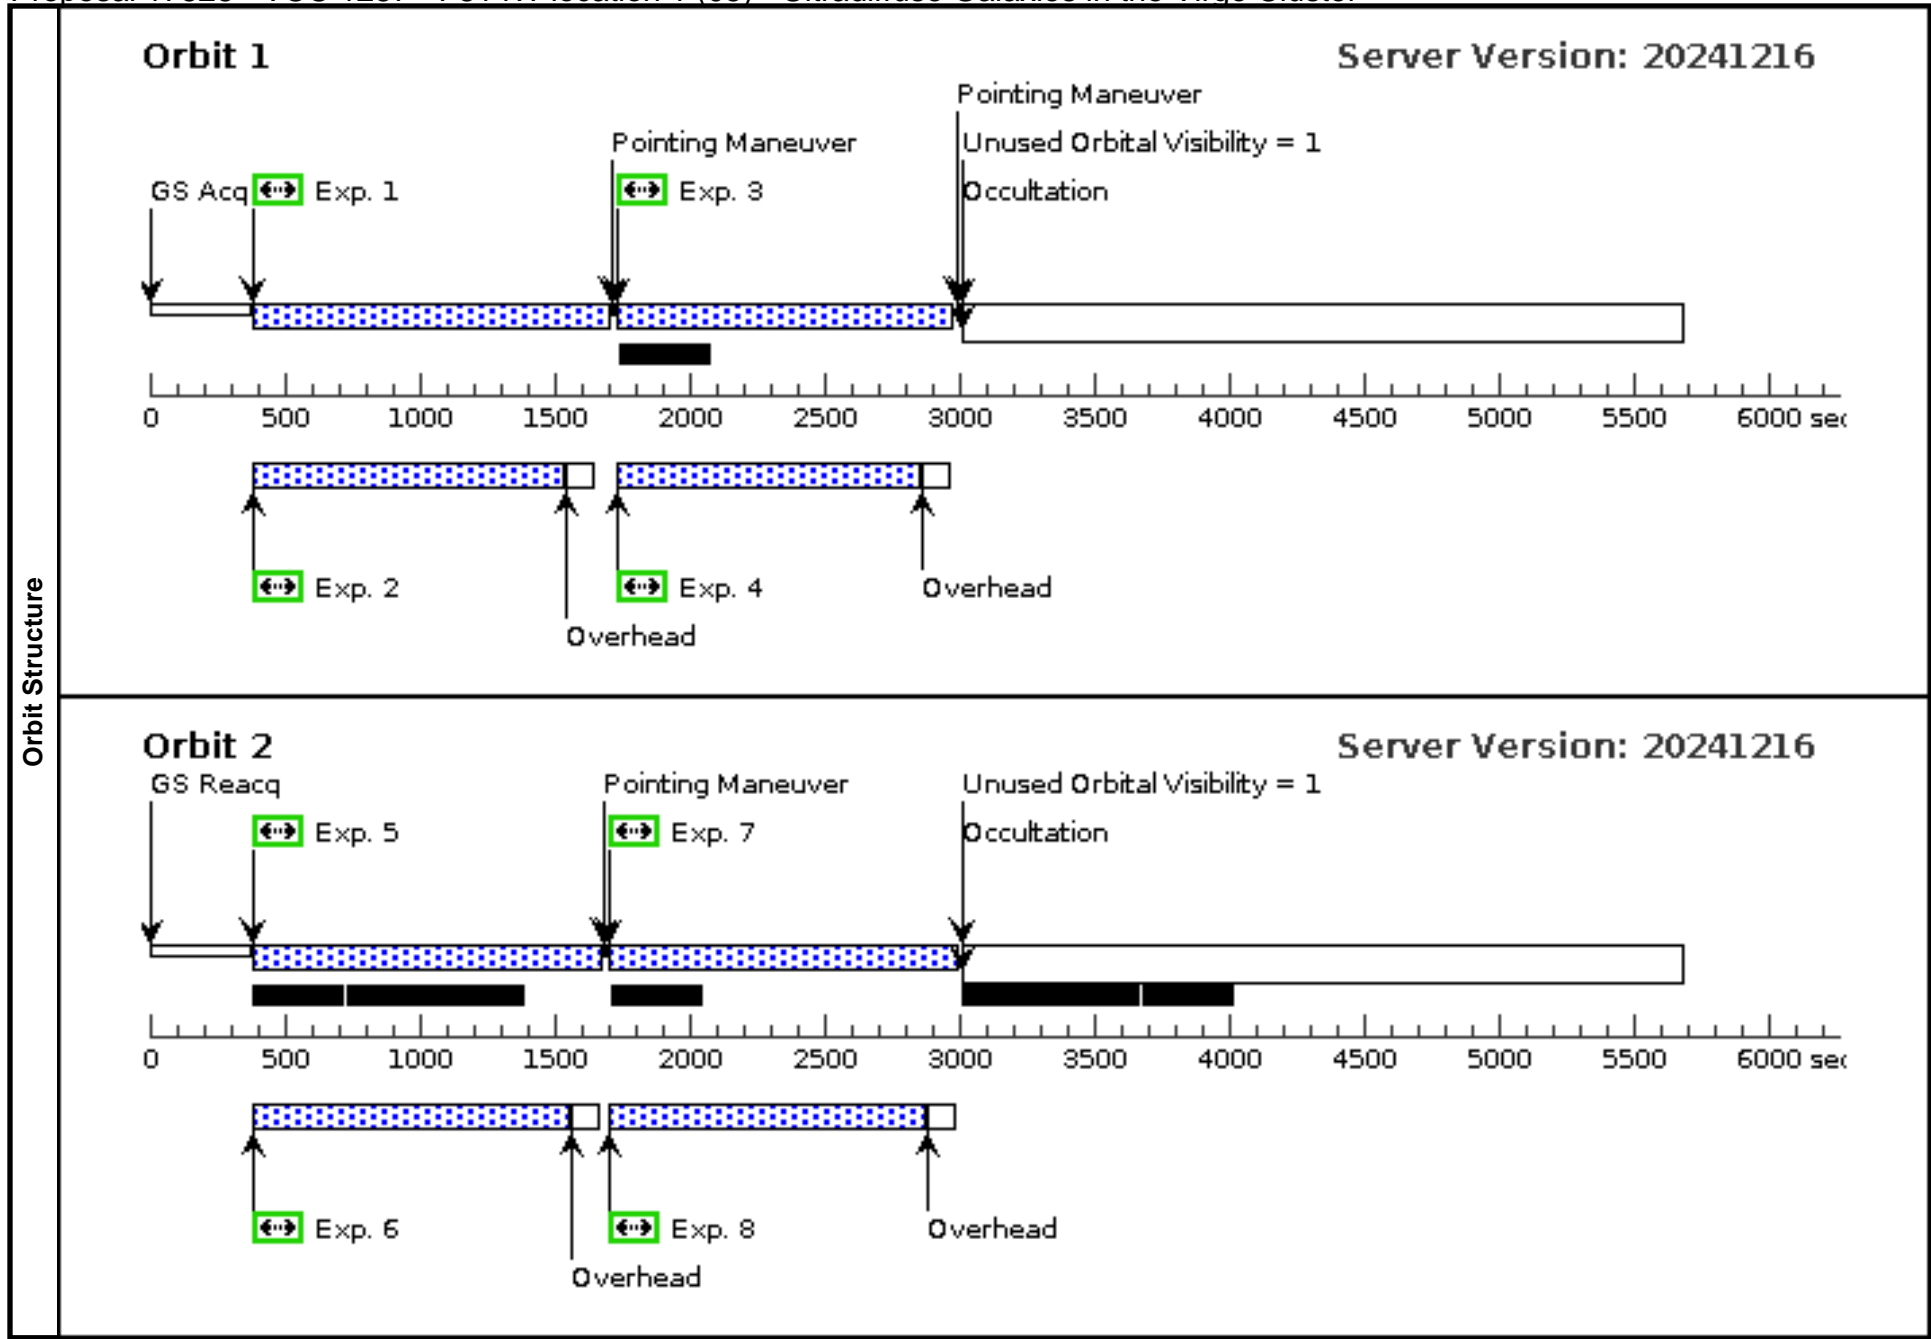 Orbit Structure
Orbit 1
Server Version: 20241216
Pointing Maneuver
Pointing Maneuver
Unused Orbital Visibility = 1
GS Acq
Exp. 1
Exp. 3
Occultation
0 500 1000 1500 2000 2500 3000 3500 4000 4500 5000 5500 6000 sec
Exp. 2
Exp. 4
Overhead
Overhead
Orbit 2
Server Version: 20241216
GS Reacq
Pointing Maneuver
Unused Orbital Visibility = 1
Exp. 5
Exp. 7
Occultation
0 500 1000 1500 2000 2500 3000 3500 4000 4500 5000 5500 6000 sec
Exp. 6
Exp. 8
Overhead
Overhead